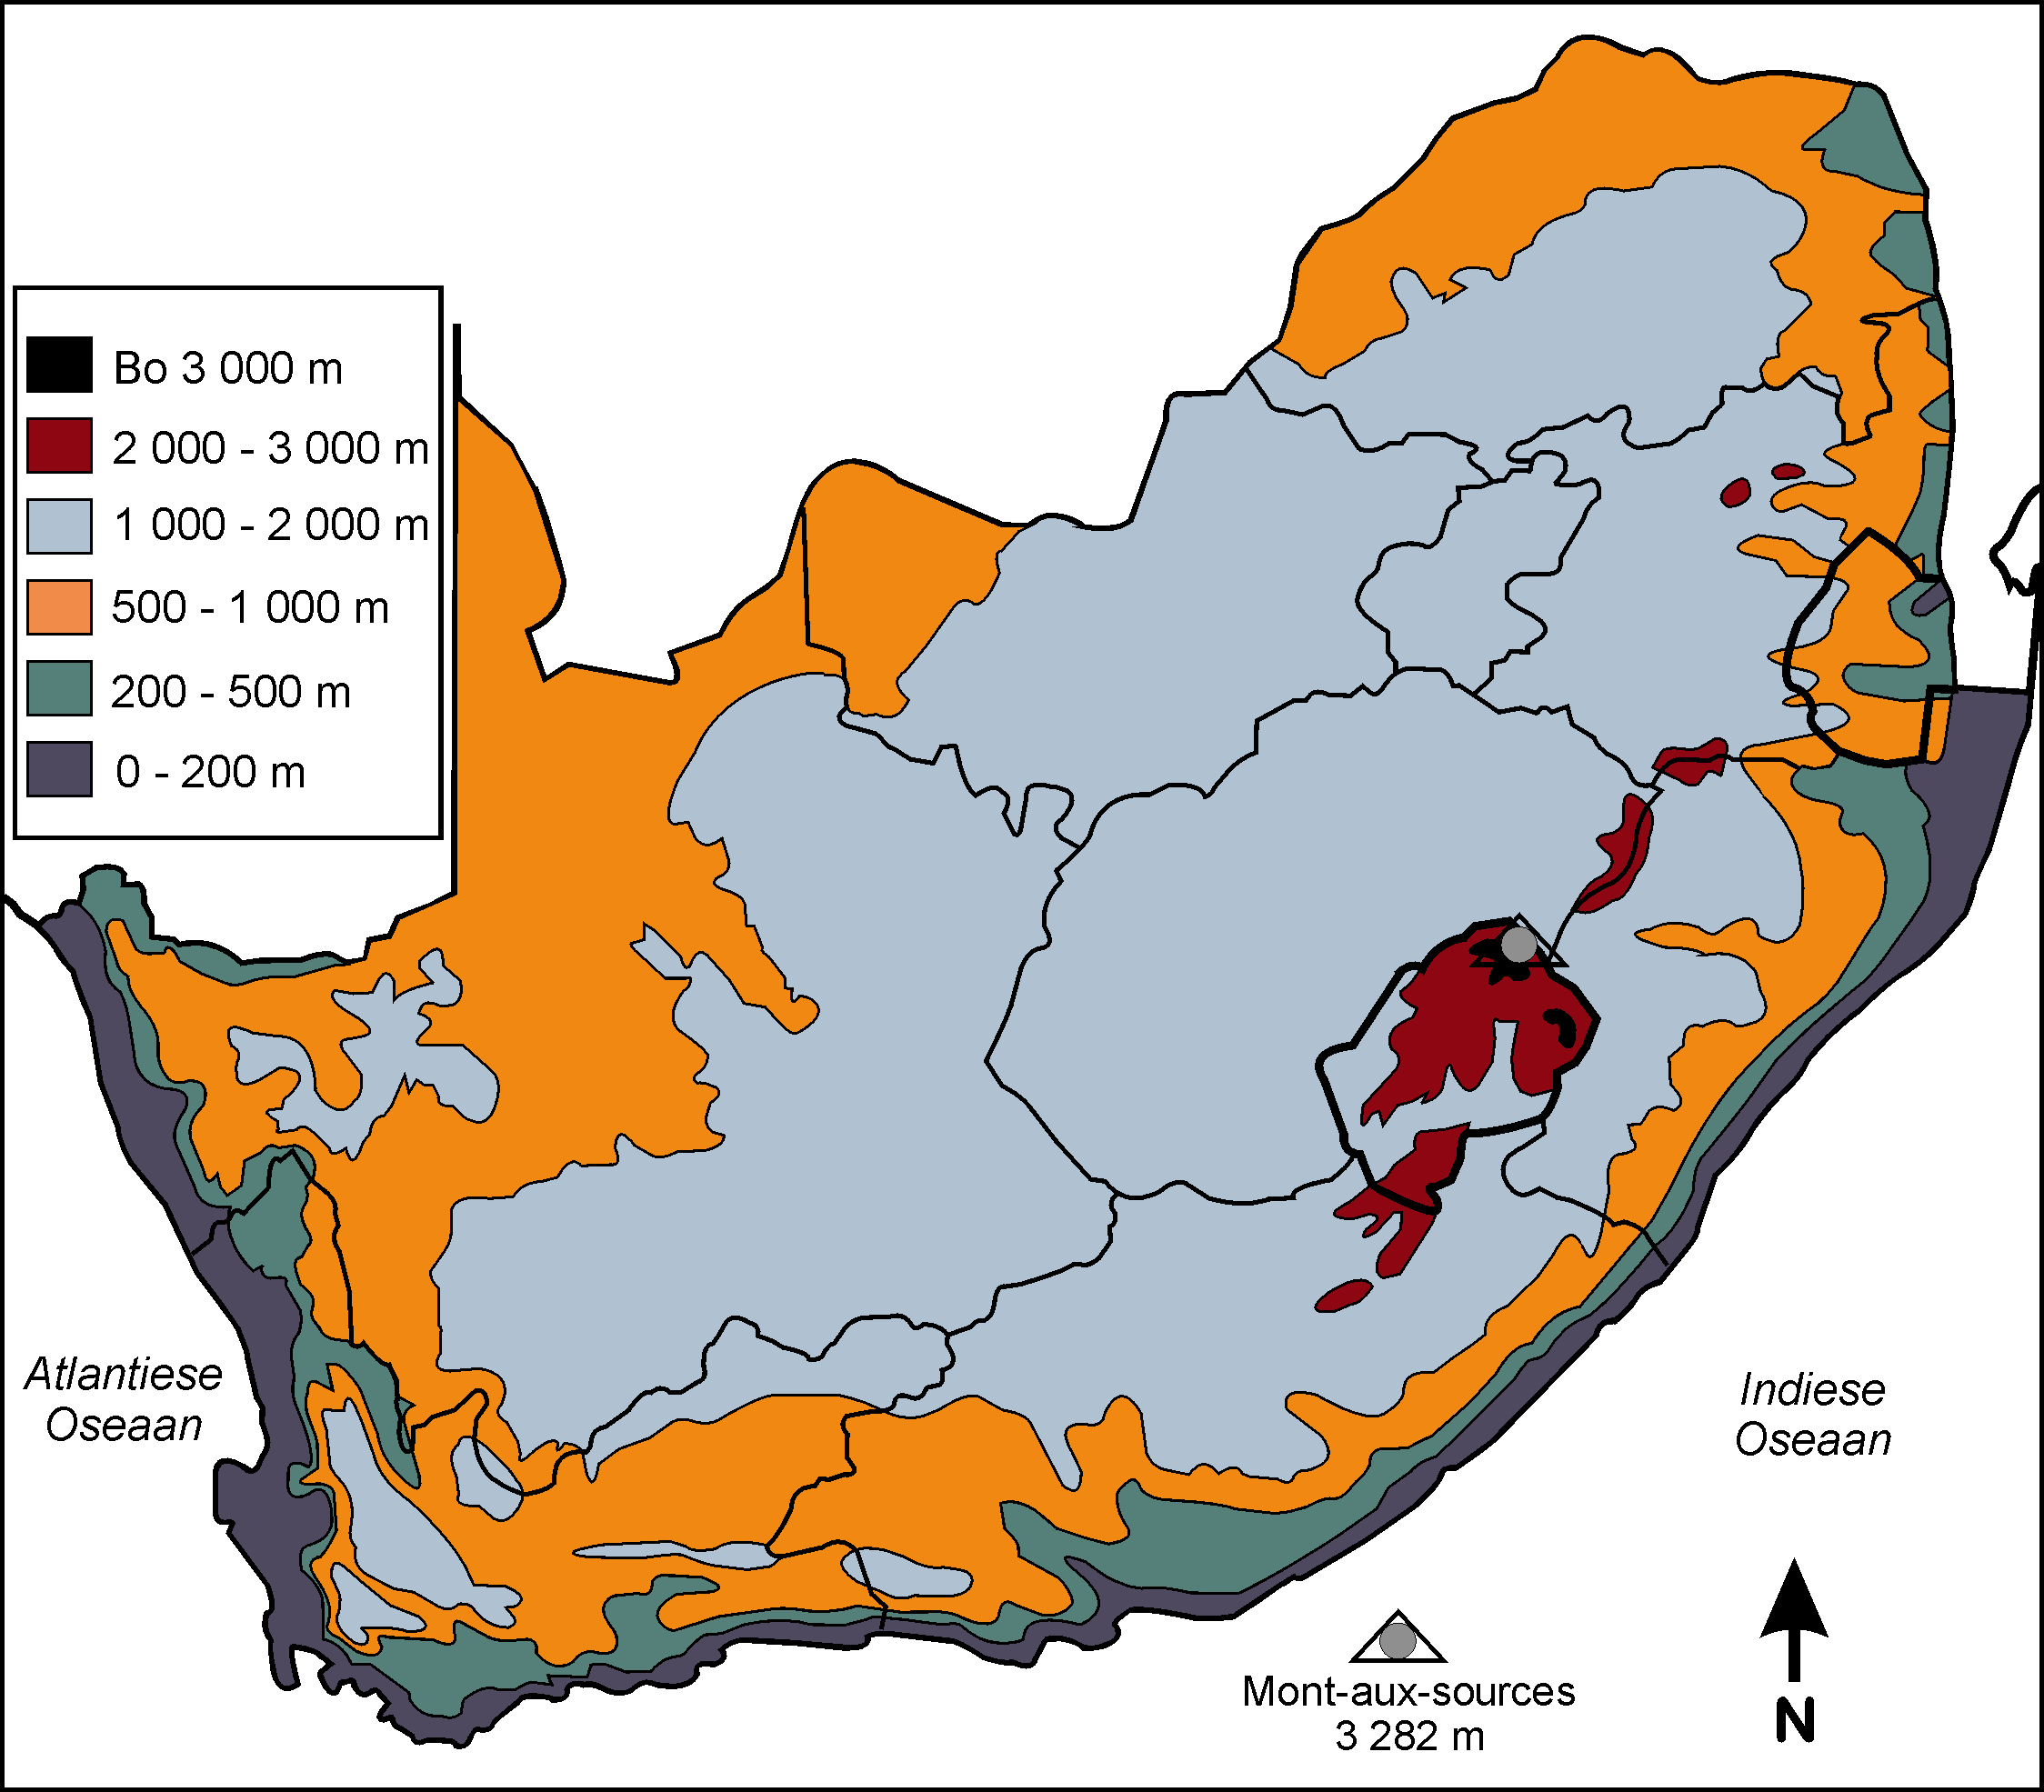 Bo 3 000 m
2 000 - 3 000 m
1 000 - 2 000 m
500 - 1 000 m
200 - 500 m
0 - 200 m
Atlantiese
Oseaan
Indiese
Oseaan
Mont-aux-sources
3 282 m
N